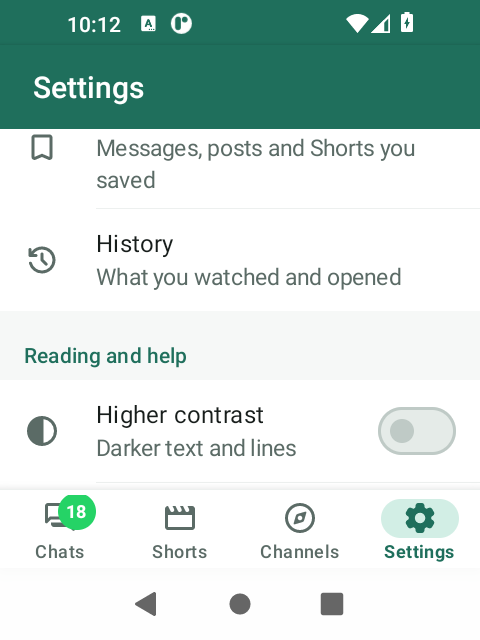 10:12
Settings
Messages, posts and Shorts you
saved
History
What you watched and opened
Reading and help
Higher contrast
Darker text and lines
18
Chats
Shorts
Channels
Settings